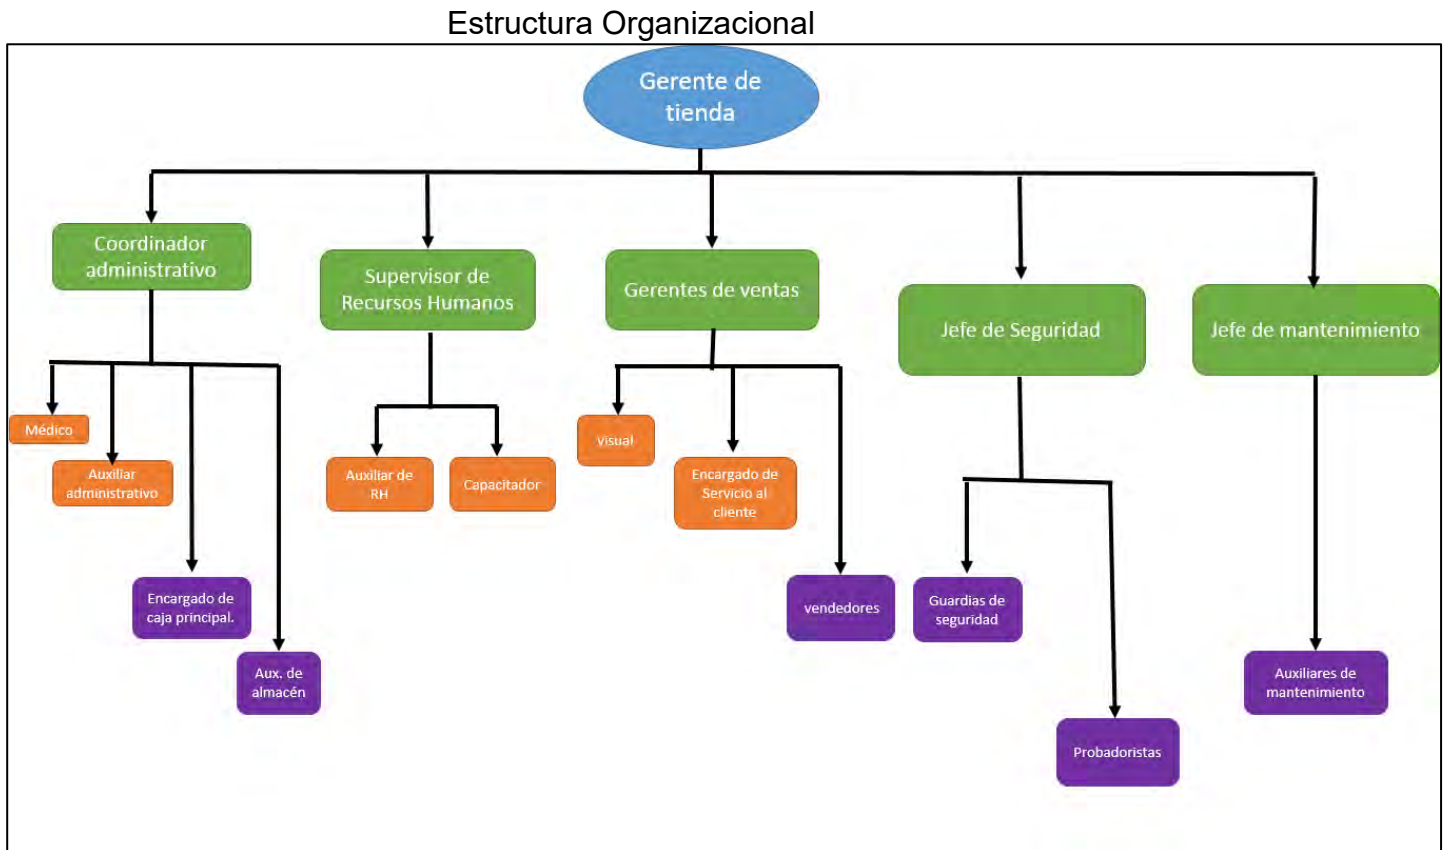 Estructura Organizacional
Gerente de
tienda
Coordinador
administrativo
Supervisor de
Recursos Humanos
Gerentes de ventas
Jefe de Seguridad
Jefe de mantenimiento
Médico
Auxiliar
administrativo
Encargado de
caja principal.
Aux. de
almacén
Auxiliar de
RH
Capacitador
Visual
Encargado de
Servicio al
cliente
vendedores
Guardias de
seguridad
Probadoristas
Auxiliares de
mantenimiento